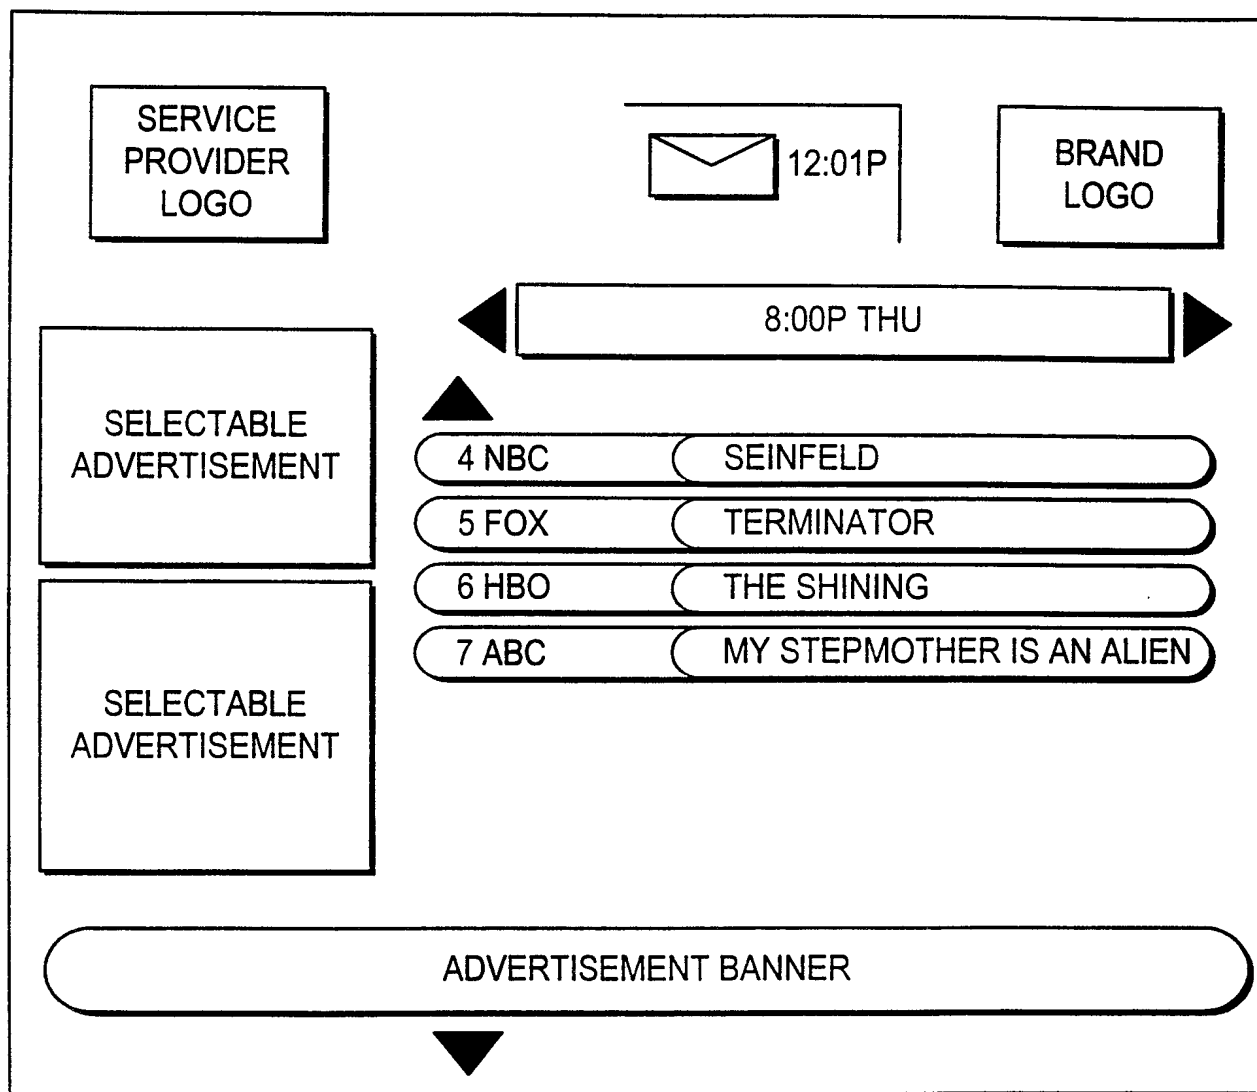 SERVICE
PROVIDER
LOGO
12:01P
BRAND
LOGO
8:00P THU
SELECTABLE
ADVERTISEMENT
4 NBC SEINFELD
5 FOX TERMINATOR
6 HBO THE SHINING
7 ABC MY STEPMOTHER IS AN ALIEN
SELECTABLE
ADVERTISEMENT
ADVERTISEMENT BANNER